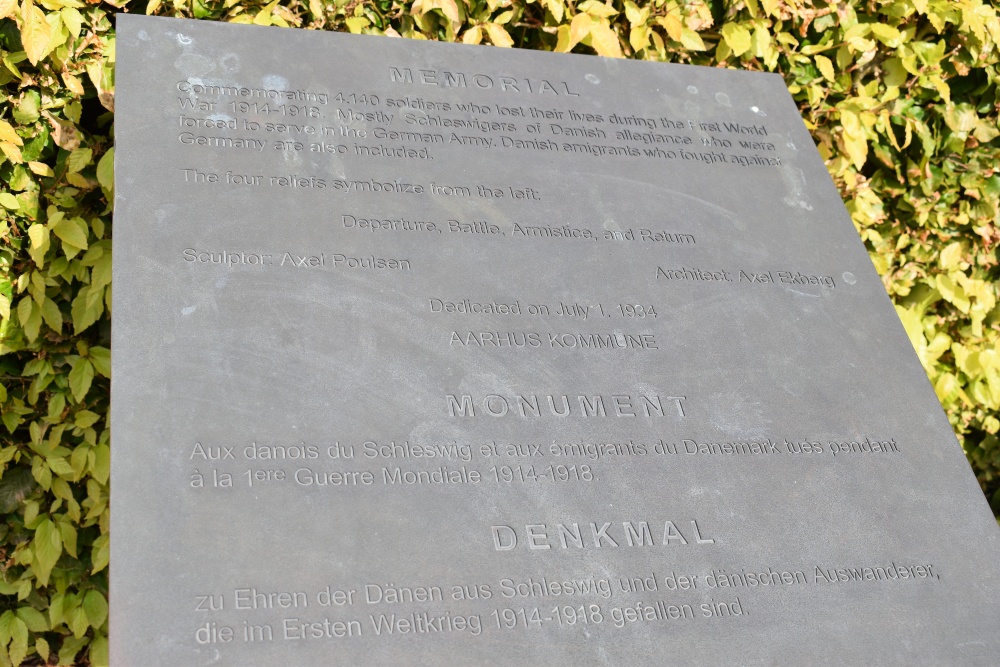 MEMORIAL
Commemorating 4.140 soldiers who lost their lives during the First World
War 1914-1918. Mostly Schleswigers of Danish allegiance who were
forced to serve in the German Army. Danish emigrants who fought against
Germany are also included.
The four reliefs symbolize from the left:
Departure, Battle, Armistice, and Return
Sculptor: Axel Poulsen
Architect: Axel Ekberg
Dedicated on July 1, 1934
AARHUS KOMMUNE
MONUMENT
Aux danois du Schleswig et aux émigrants du Danemark tués pendant
à la 1ere Guerre Mondiale 1914-1918.
DENKMAL
zu Ehren der Dänen aus Schleswig und der dänischen Auswanderer,
die im Ersten Weltkrieg 1914-1918 gefallen sind.